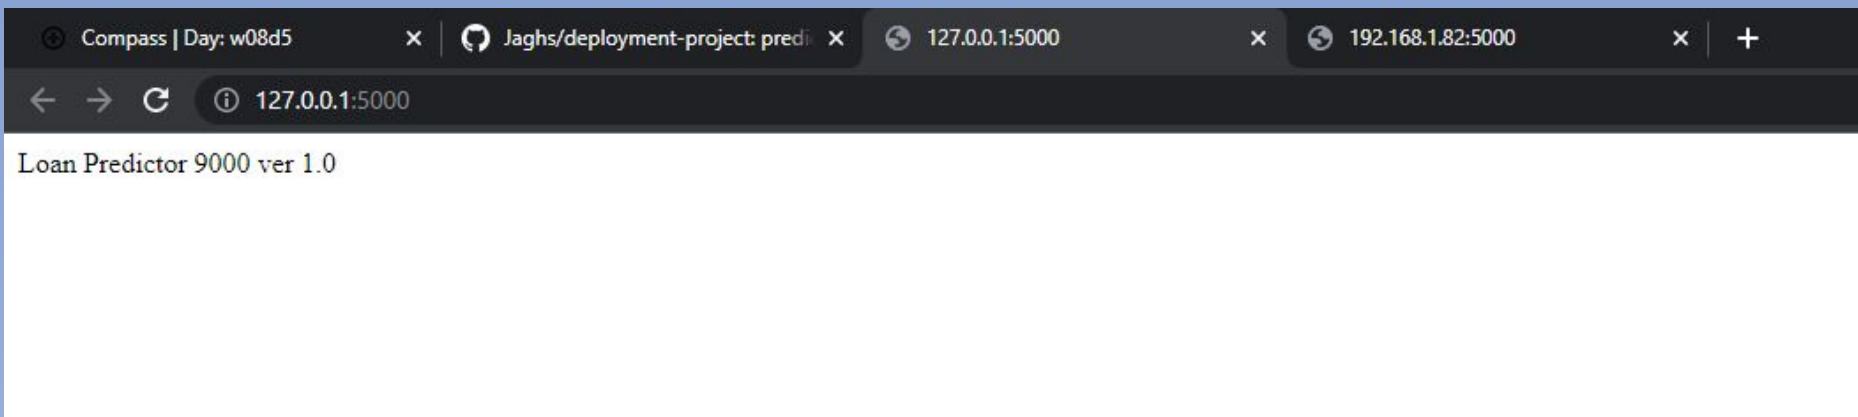 Compass | Day: w08d5
Jaghs/deployment-project: predi
127.0.0.1:5000
192.168.1.82:5000
127.0.0.1:5000
Loan Predictor 9000 ver 1.0